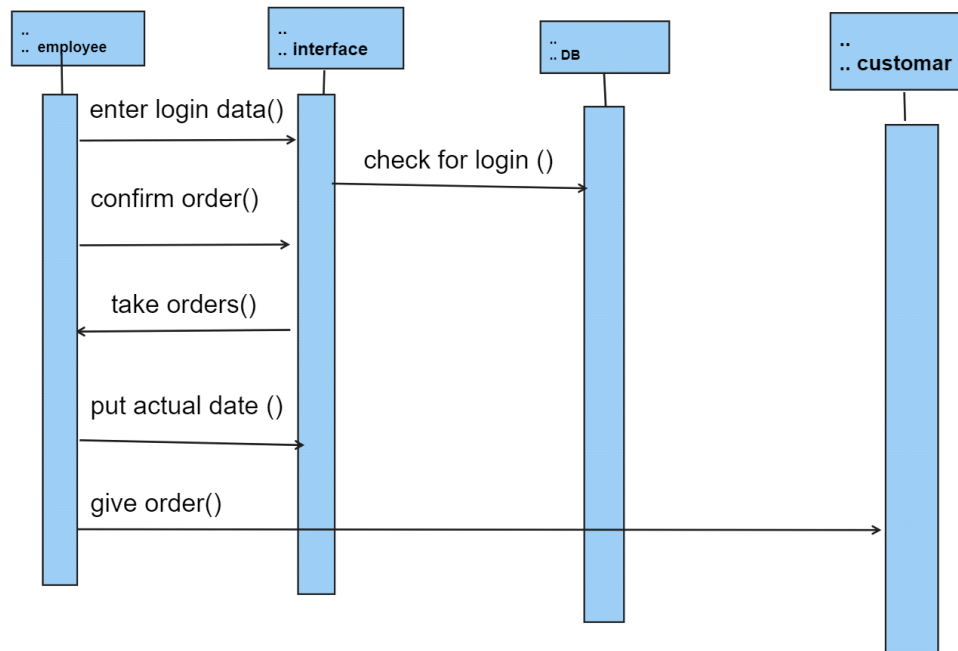 ..
.. employee
..
.. interface
..
.. DB
..
.. customar
enter login data()
check for login ()
confirm order()
take orders()
put actual date ()
give order()